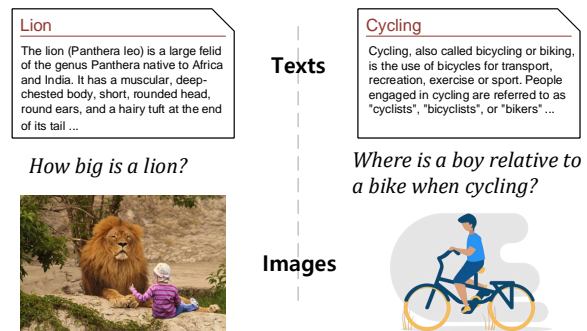 Lion
The lion (Panthera leo) is a large felid
of the genus Panthera native to Africa
and India. It has a muscular, deep-
chested body, short, rounded head,
round ears, and a hairy tuft at the end
of its tail ...
How big is a lion?
Texts
Images
Cycling
Cycling, also called bicycling or biking,
is the use of bicycles for transport,
recreation, exercise or sport. People
engaged in cycling are referred to as
"cyclists", "bicyclists", or "bikers" ...
Where is a boy relative to
a bike when cycling?